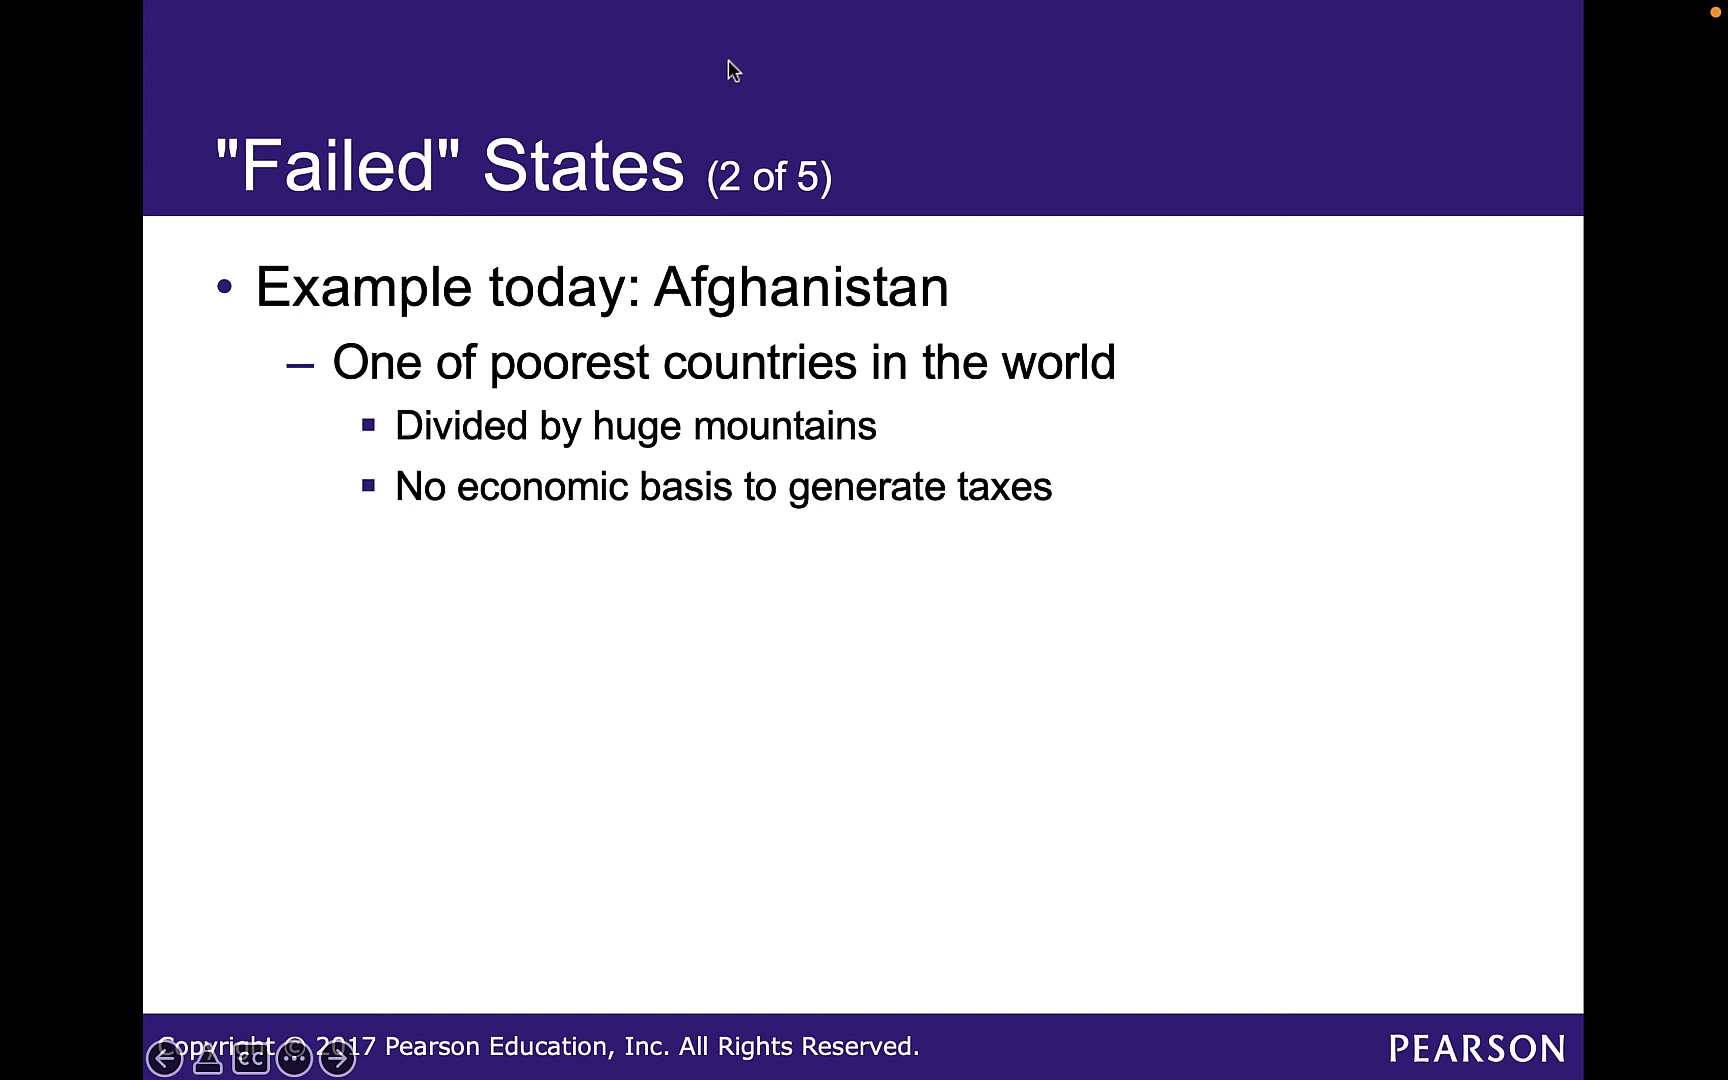 "Failed" States (2 of 5)
• Example today: Afghanistan
– One of poorest countries in the world
▪ Divided by huge mountains
▪ No economic basis to generate taxes
Copyright © 2017 Pearson Education, Inc. All Rights Reserved.
CC
PEARSON